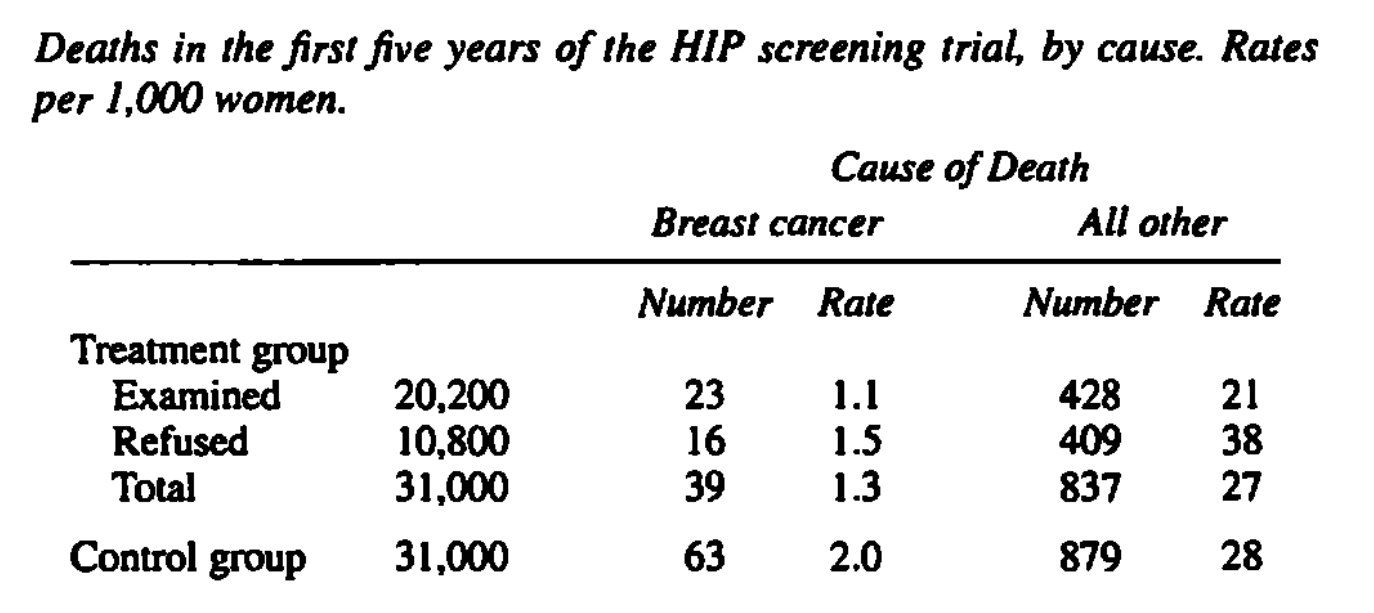 Deaths in the first five years of the HIP screening trial, by cause. Rates
per 1,000 women.
Cause of Death
Breast cancer All other
Number Rate Number Rate
Treatment group
Examined 20,200 23 1.1 428 21
Refused 10,800 16 1.5 409 38
Total 31,000 39 1.3 837 27
Control group 31,000 63 2.0 879 28